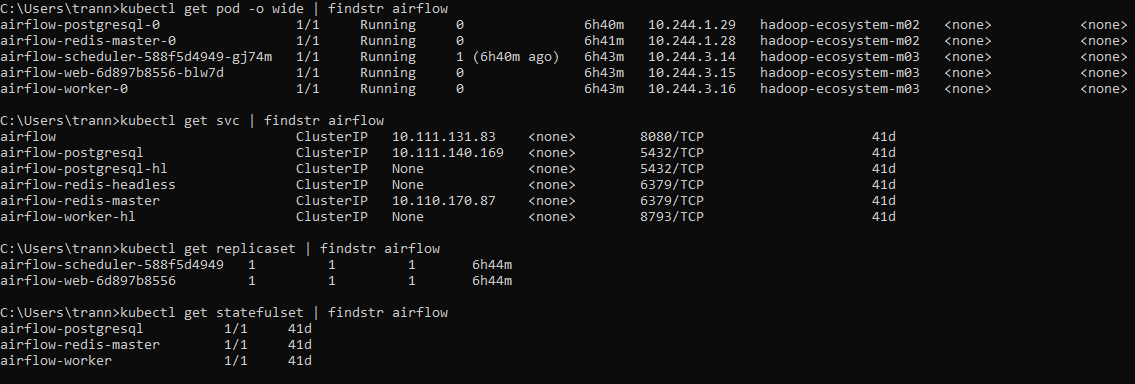 C:\Users\trann>kubectl get pod -o wide | findstr airflow
airflow-postgresql-0 1/1 Running 0 6h40m 10.244.1.29 hadoop-ecosystem-m02 <none> <none>
airflow-redis-master-0 1/1 Running 0 6h41m 10.244.1.28 hadoop-ecosystem-m02 <none> <none>
airflow-scheduler-588f5d4949-gj74m 1/1 Running 1 (6h40m ago) 6h43m 10.244.3.14 hadoop-ecosystem-m03 <none> <none>
airflow-web-6d897b8556-blw7d 1/1 Running 0 6h43m 10.244.3.15 hadoop-ecosystem-m03 <none> <none>
airflow-worker-0 1/1 Running 0 6h43m 10.244.3.16 hadoop-ecosystem-m03 <none> <none>
C:\Users\trann>kubectl get svc | findstr airflow
airflow ClusterIP 10.111.131.83 <none> 8080/TCP 41d
airflow-postgresql ClusterIP 10.111.140.169 <none> 5432/TCP 41d
airflow-postgresql-hl ClusterIP None <none> 5432/TCP 41d
airflow-redis-headless ClusterIP None <none> 6379/TCP 41d
airflow-redis-master ClusterIP 10.110.170.87 <none> 6379/TCP 41d
airflow-worker-hl ClusterIP None <none> 8793/TCP 41d
C:\Users\trann>kubectl get replicaset | findstr airflow
airflow-scheduler-588f5d4949 1 1 1 6h44m
airflow-web-6d897b8556 1 1 1 6h44m
C:\Users\trann>kubectl get statefulset | findstr airflow
airflow-postgresql 1/1 41d
airflow-redis-master 1/1 41d
airflow-worker 1/1 41d